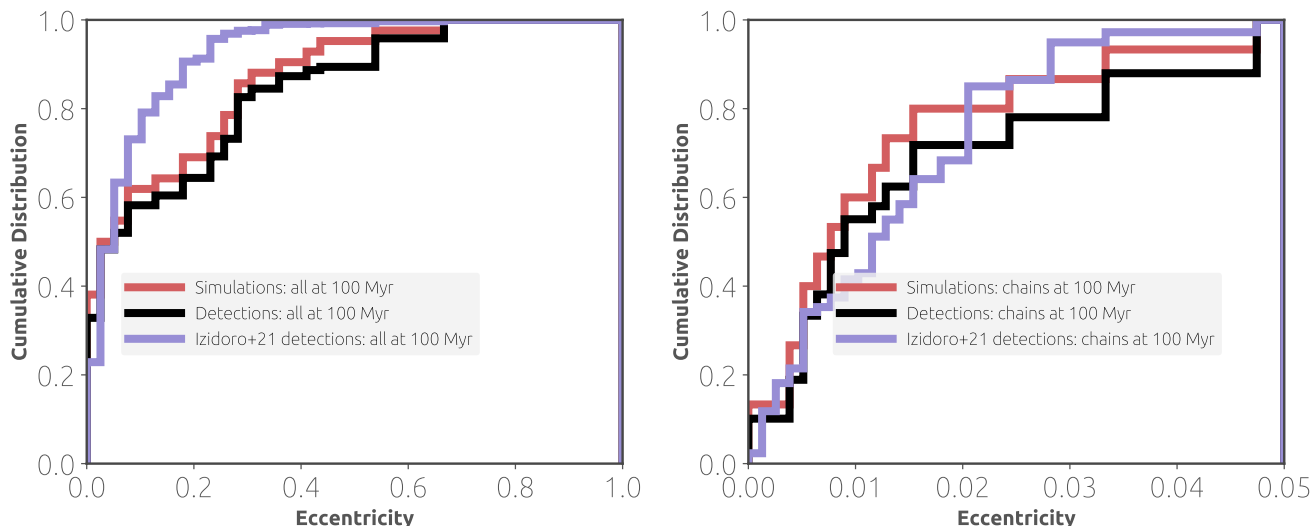 1.0
0.8
0.6
0.4
0.2
0.0
Cumulative Distribution
Simulations: all at 100 Myr
Detections: all at 100 Myr
Izidoro+21 detections: all at 100 Myr
0.0 0.2 0.4 0.6 0.8 1.0
Eccentricity
1.0
0.8
0.6
0.4
0.2
0.0
Cumulative Distribution
Simulations: chains at 100 Myr
Detections: chains at 100 Myr
Izidoro+21 detections: chains at 100 Myr
0.00 0.01 0.02 0.03 0.04 0.05
Eccentricity